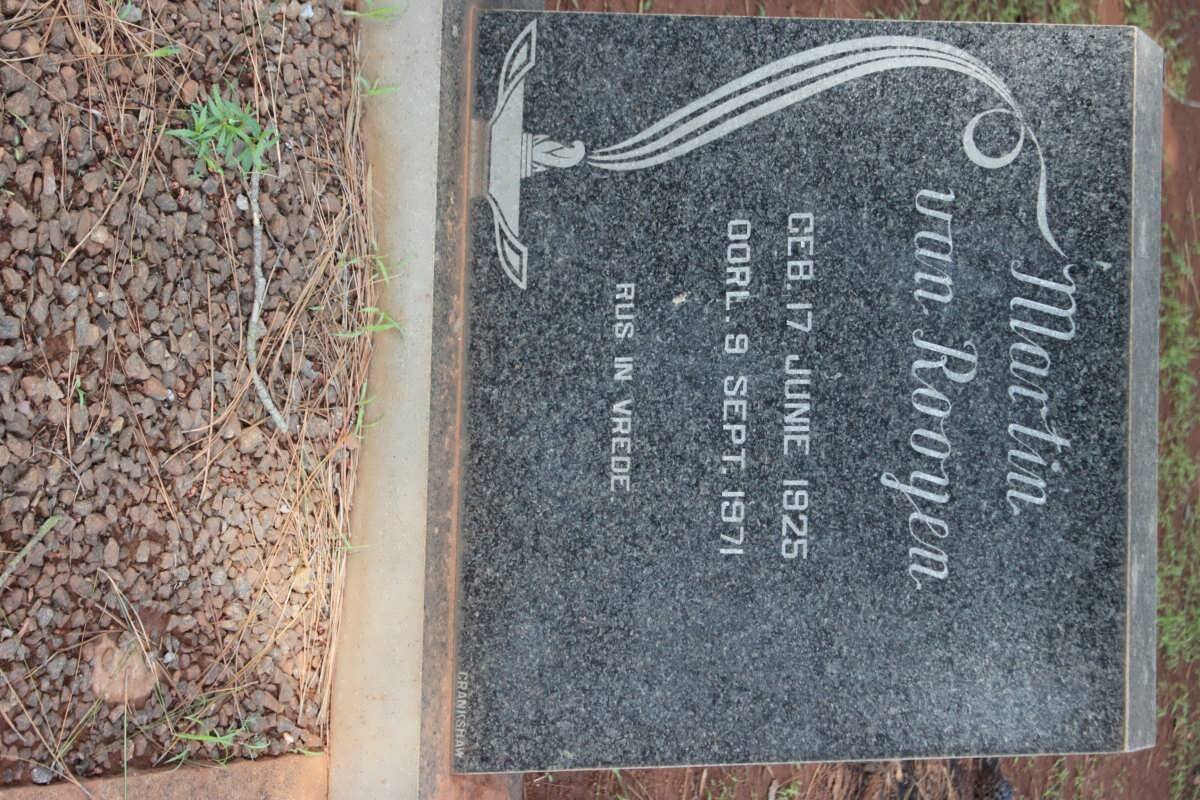 Martin
van Rooyen
GEB. 17 JUNIE 1925
OORL. 9 SEPT. 1971
RUS IN VREDE
CRANKSHAW